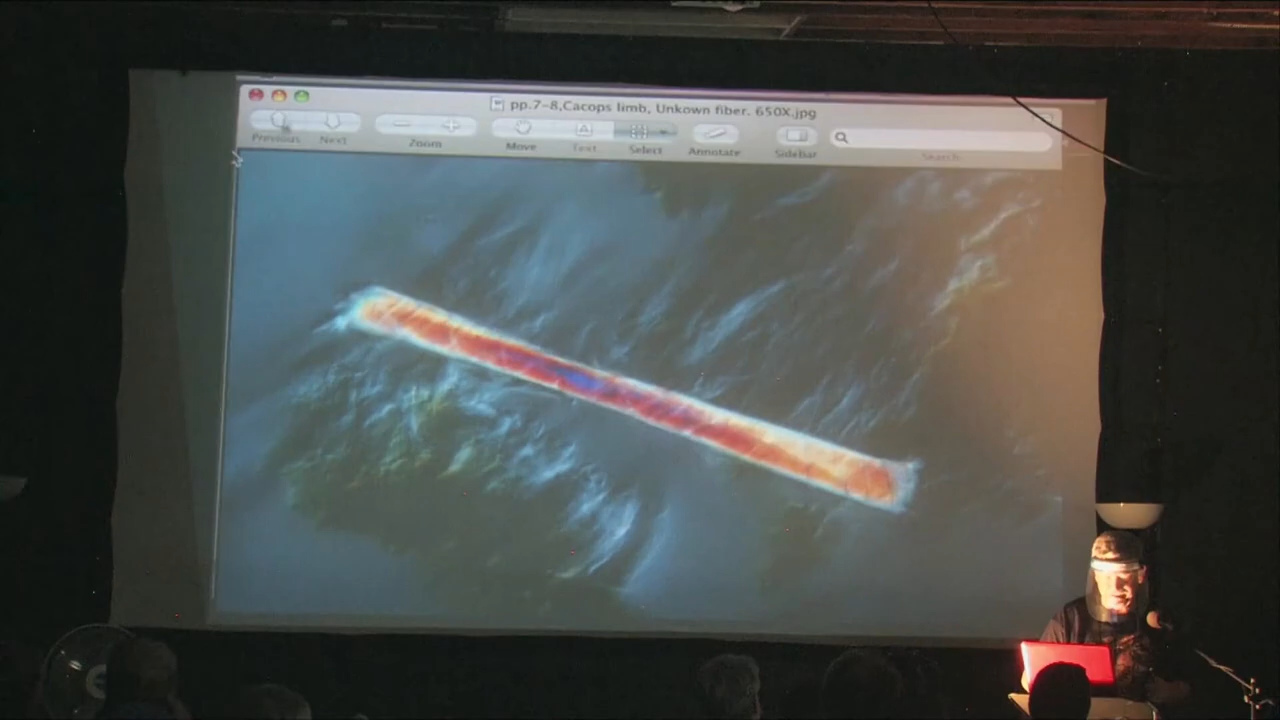 pp.7-8,Cacops limb, Unkown fiber. 650X.jpg
Previous Next Zoom Move Text Select Annotate Sidebar Search